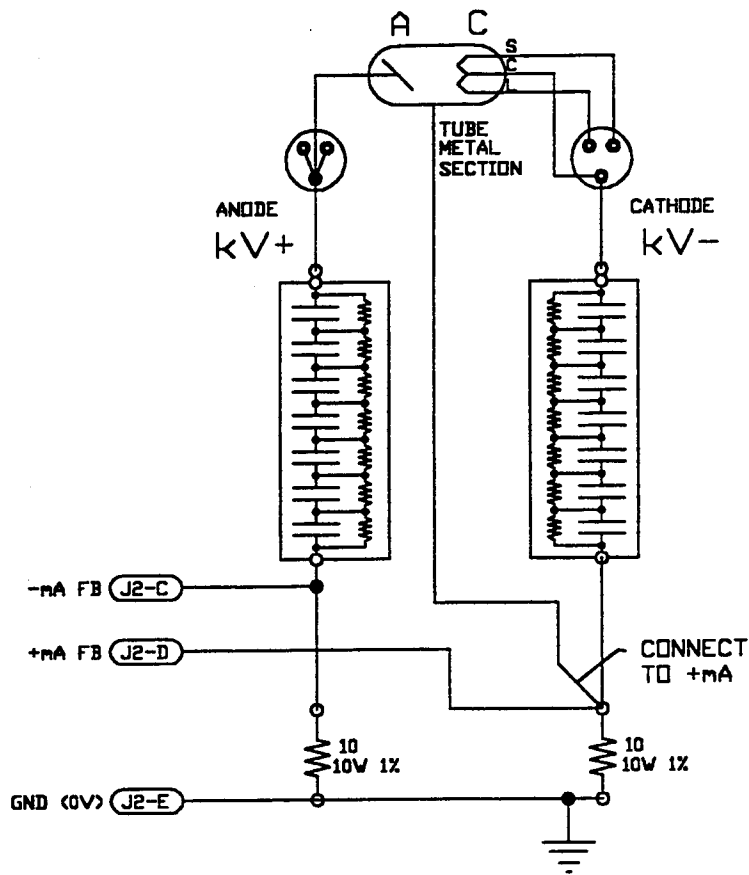 A C
S
C
L
TUBE
METAL
SECTION
ANODE
kV+
CATHODE
kV-
-mA FB J2-C
+mA FB J2-D
CONNECT
TO +mA
10
10W 1%
10
10W 1%
GND (0V) J2-E